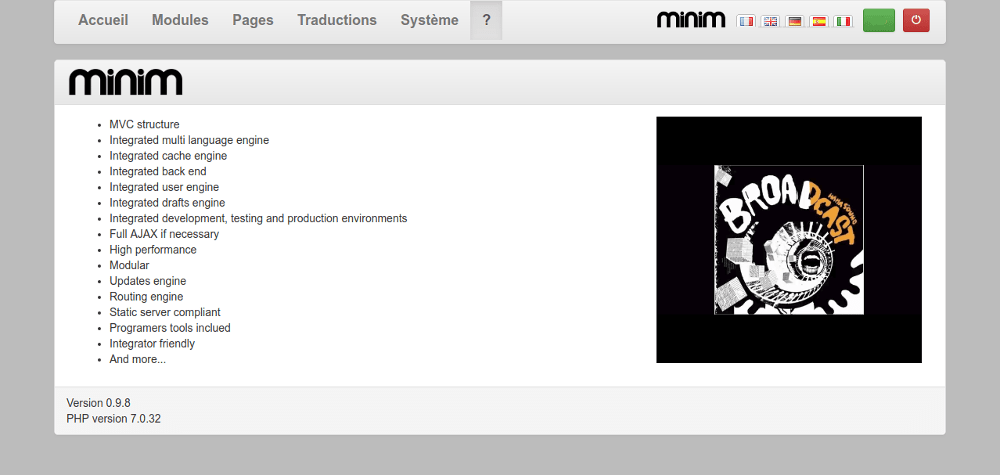 Accueil Modules Pages Traductions Système ? minim
minim
MVC structure
Integrated multi language engine
Integrated cache engine
Integrated back end
Integrated user engine
Integrated drafts engine
Integrated development, testing and production environments
Full AJAX if necessary
High performance
Modular
Updates engine
Routing engine
Static server compliant
Programers tools inclued
Integrator friendly
And more...
BROADCAST
Version 0.9.8
PHP version 7.0.32